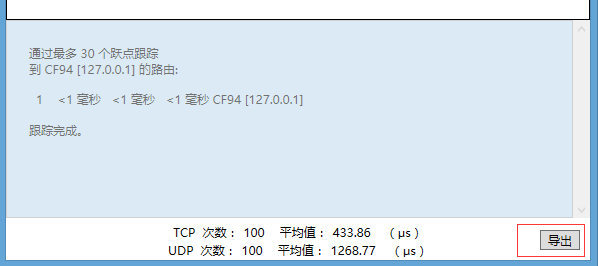 通过最多 30 个跃点跟踪
到 CF94 [127.0.0.1] 的路由:
1 <1 毫秒 <1 毫秒 <1 毫秒 CF94 [127.0.0.1]
跟踪完成。
TCP 次数： 100 平均值： 433.86 （ μs ）
UDP 次数： 100 平均值： 1268.77 （ μs ）
导出